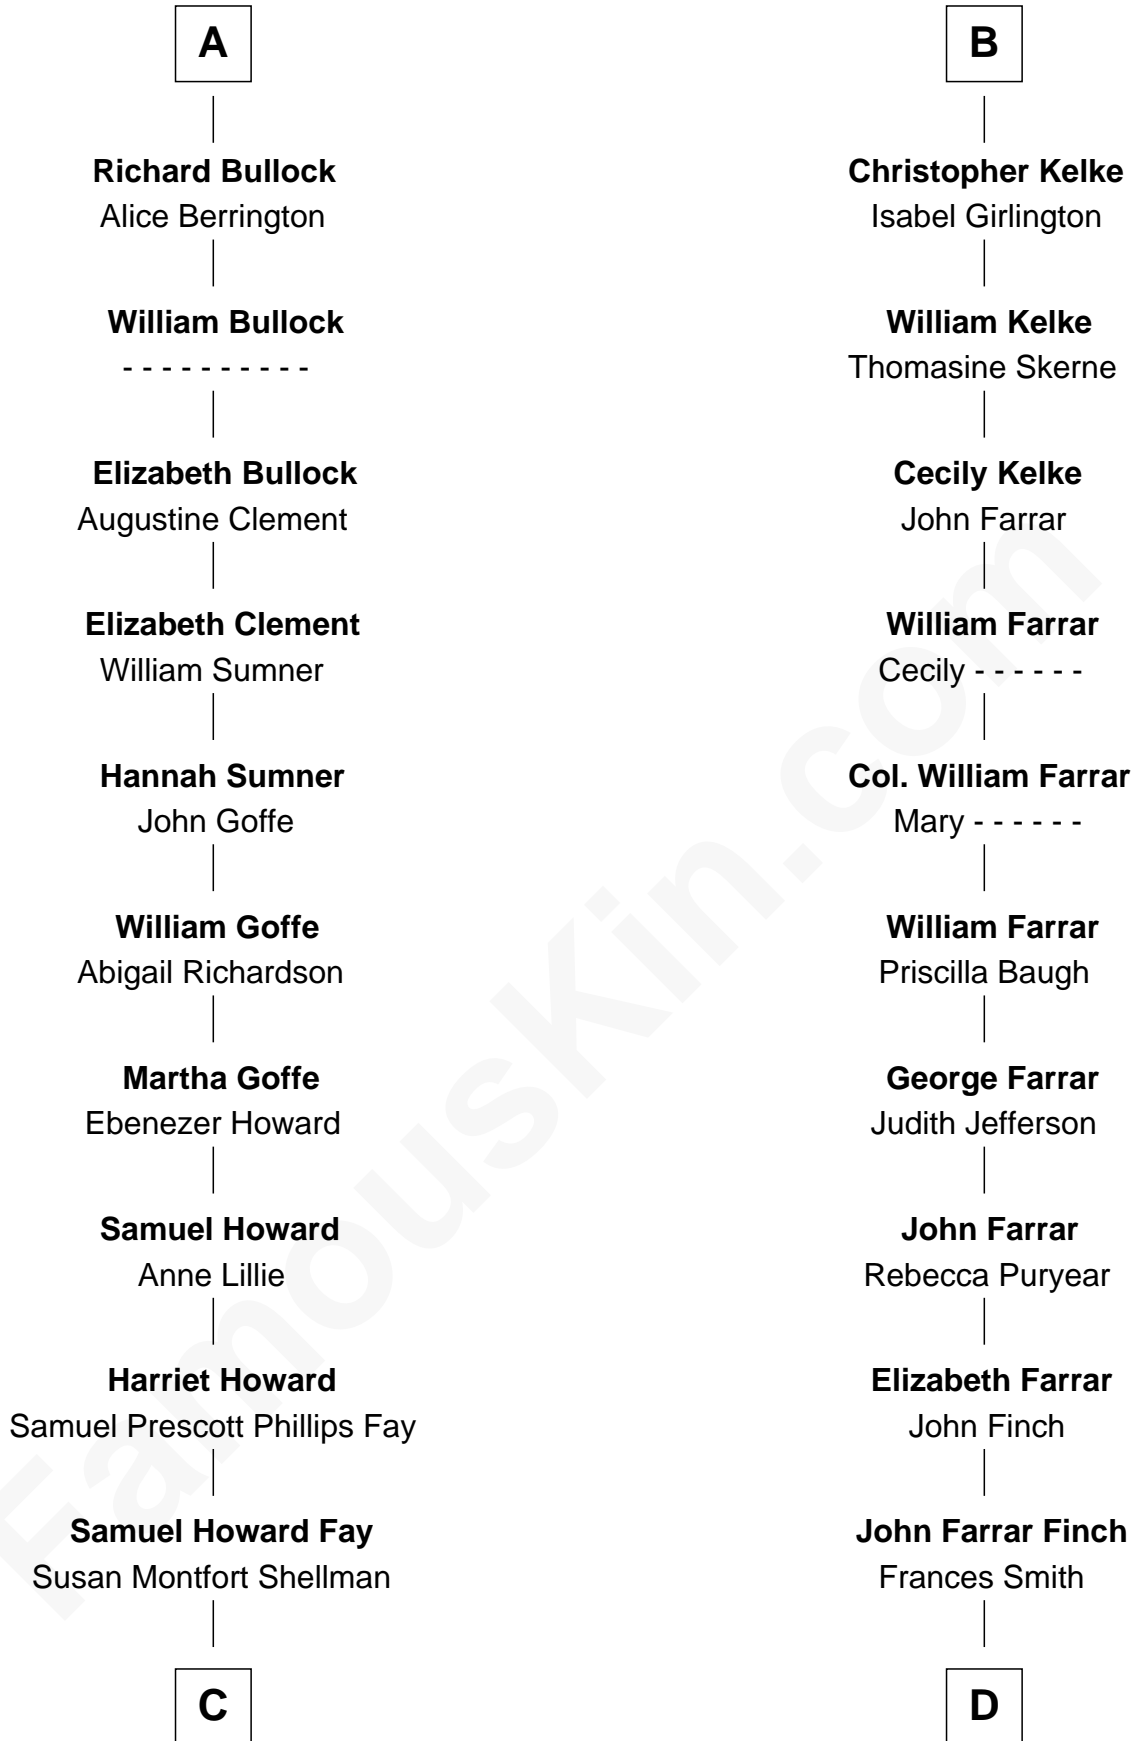 A
Richard Bullock
Alice Berrington
William Bullock
- - - - - - - - - -
Elizabeth Bullock
Augustine Clement
Elizabeth Clement
William Sumner
Hannah Sumner
John Goffe
William Goffe
Abigail Richardson
Martha Goffe
Ebenezer Howard
Samuel Howard
Anne Lillie
Harriet Howard
Samuel Prescott Phillips Fay
Samuel Howard Fay
Susan Montfort Shellman
C
B
Christopher Kelke
Isabel Girlington
William Kelke
Thomasine Skerne
Cecily Kelke
John Farrar
William Farrar
Cecily - - - - - -
Col. William Farrar
Mary - - - - - -
William Farrar
Priscilla Baugh
George Farrar
Judith Jefferson
John Farrar
Rebecca Puryear
Elizabeth Farrar
John Finch
John Farrar Finch
Frances Smith
D
FamousKin.com